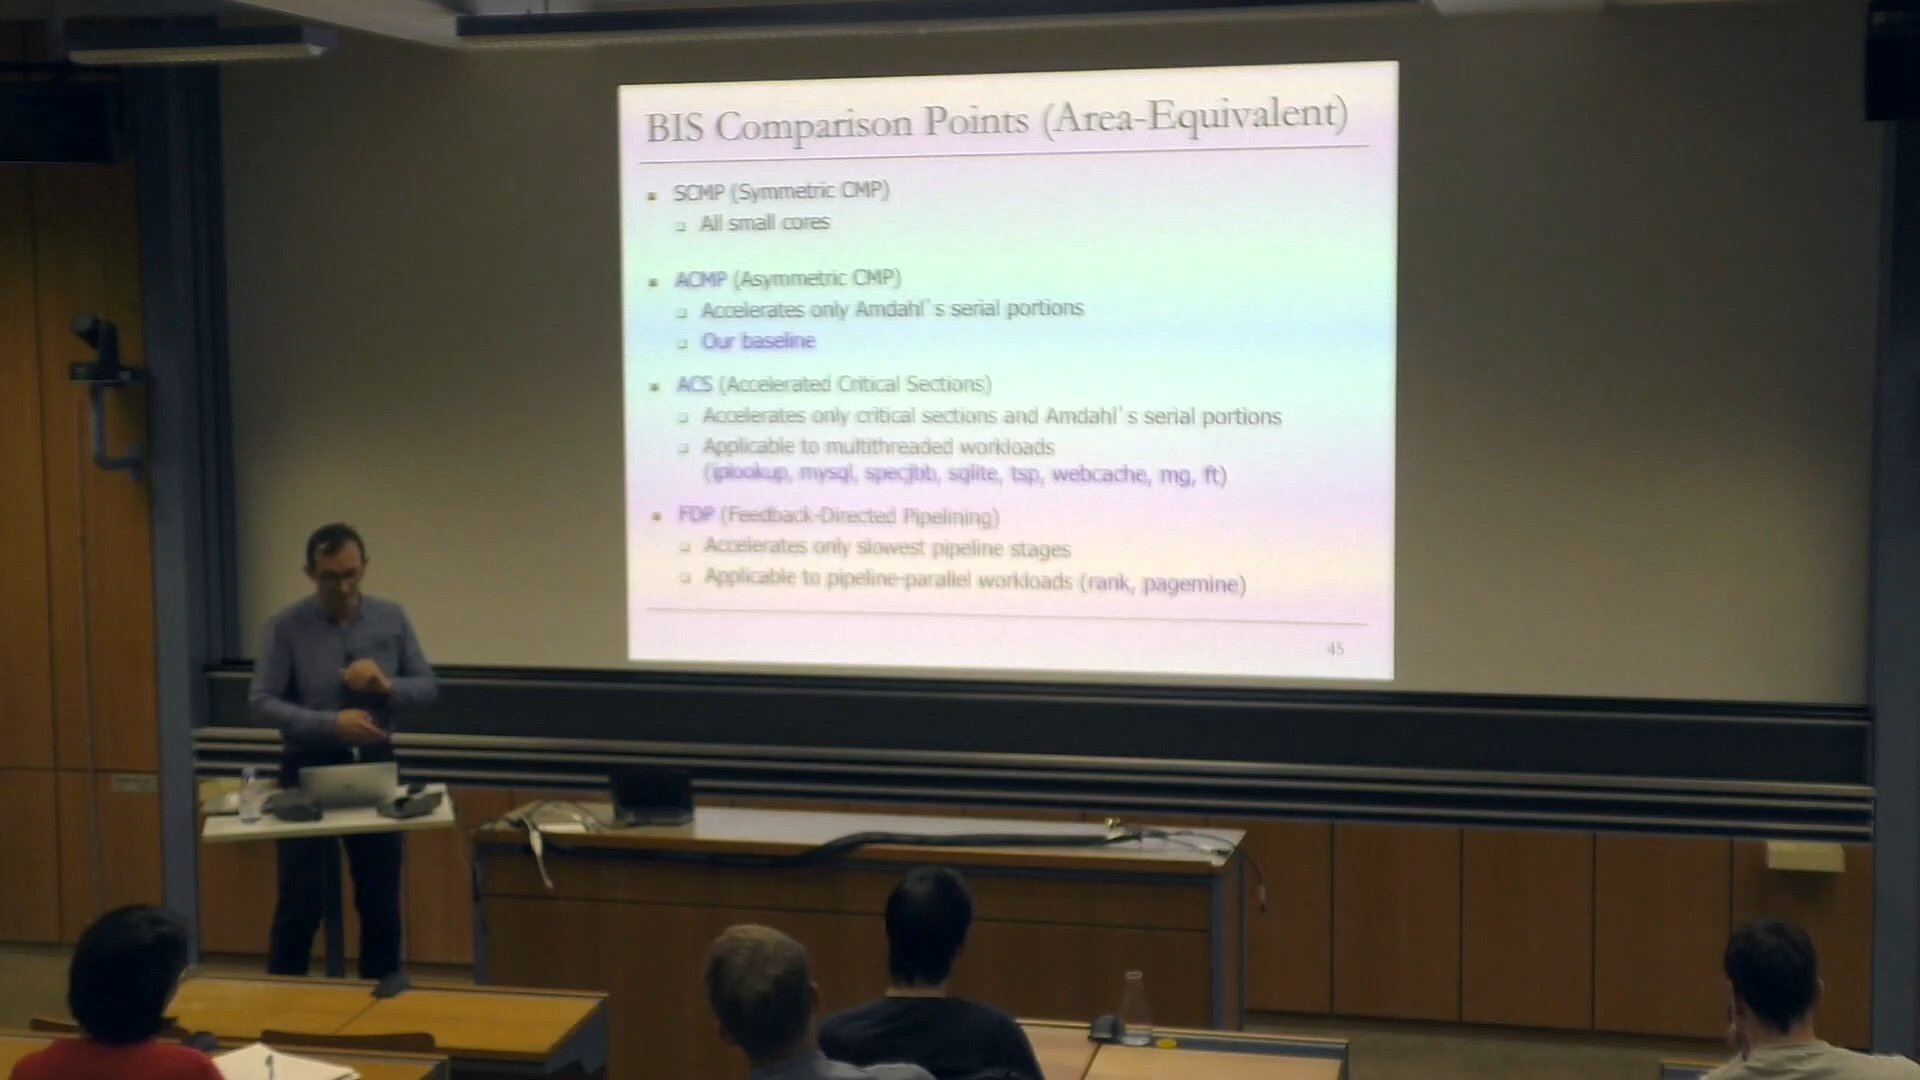 BIS Comparison Points (Area-Equivalent)
SCMP (Symmetric CMP)
All small cores
ACMP (Asymmetric CMP)
Accelerates only Amdahl's serial portions
Our baseline
ACS (Accelerated Critical Sections)
Accelerates only critical sections and Amdahl's serial portions
Applicable to multithreaded workloads
(iplookup, mysql, specjbb, sqlite, tsp, webcache, mg, ft)
FDP (Feedback-Directed Pipelining)
Accelerates only slowest pipeline stages
Applicable to pipeline-parallel workloads (rank, pagemine)
45